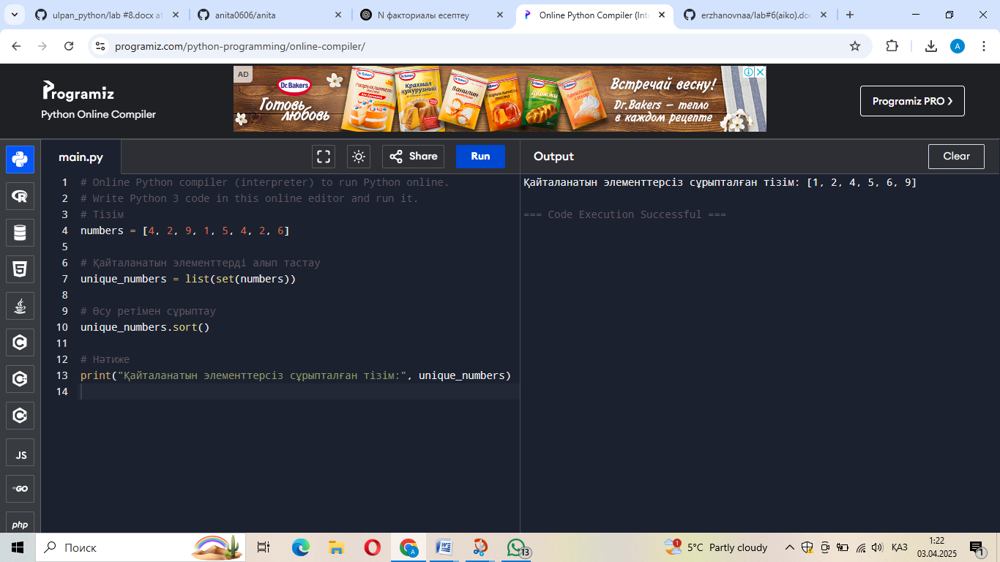 ulpan_python/lab #8.docx at
anita0606/anita
N факториалы есептеу
Online Python Compiler (Inte
erzhanovnaa/lab#6(aiko).do
programiz.com/python-programming/online-compiler/
A
Programiz
Python Online Compiler
AD
Dr.Bakers
Готовь
любовь
Разрыхлитель
теста
Крахмал
кукурузный
Ванилин
Разрыхлитель
теста
Дрожжи
Ванильный
сахар
Встречай весну!
Dr.Bakers – тепло
в каждом рецепте
Programiz PRO
main.py
Share
Run
Output
Clear
1 # Online Python compiler (interpreter) to run Python online.
2 # Write Python 3 code in this online editor and run it.
3 # Тізім
4 numbers = [4, 2, 9, 1, 5, 4, 2, 6]
5
6 # Қайталанатын элементтерді алып тастау
7 unique_numbers = list(set(numbers))
8
9 # Өсу ретімен сұрыптау
10 unique_numbers.sort()
11
12 # Нәтиже
13 print("Қайталанатын элементтерсіз сұрыпталған тізім:", unique_numbers)
14
Қайталанатын элементтерсіз сұрыпталған тізім: [1, 2, 4, 5, 6, 9]
=== Code Execution Successful ===
JS
GO
php
Поиск
A
13
1
5°C Partly cloudy
ҚАЗ
1:22
03.04.2025
1